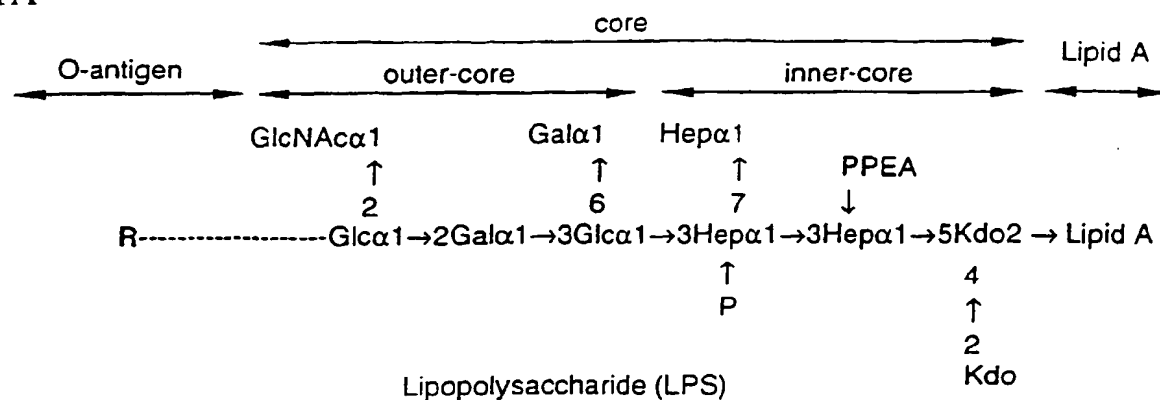 core
O-antigen outer-core inner-core Lipid A
GlcNAcα1 Galα1 Hepα1
↑ ↑ ↑ PPEA
2 6 7 ↓
R----------------------Glcα1→2Galα1→3Glcα1→3Hepα1→3Hepα1→5Kdo2→Lipid A
↑ 4
P ↑
2
Lipopolysaccharide (LPS) Kdo